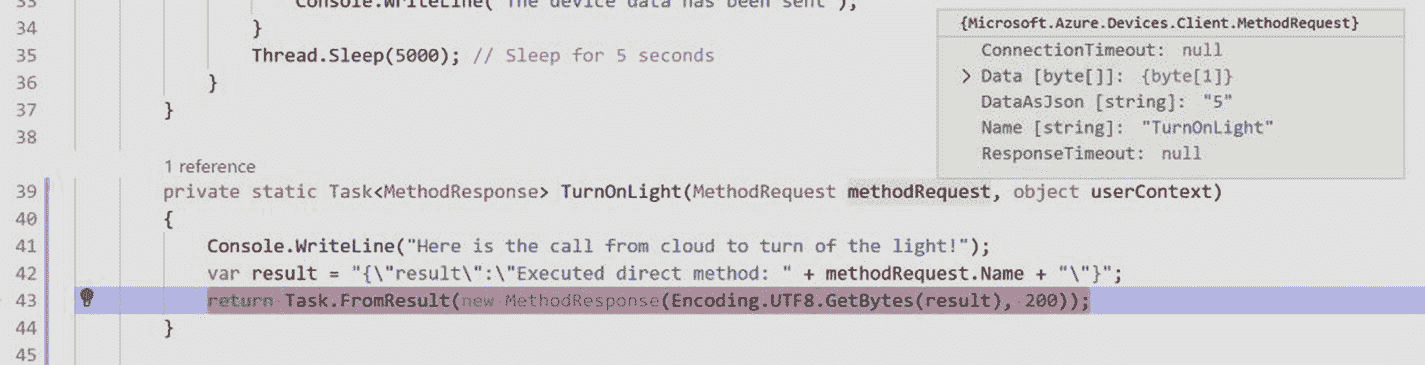 33 Console.WriteLine("The device data has been sent");
34 }
35 Thread.Sleep(5000); // Sleep for 5 seconds
36 }
37 }
38
{Microsoft.Azure.Devices.Client.MethodRequest}
ConnectionTimeout: null
> Data [byte[]]: {byte[1]}
DataAsJson [string]: "5"
Name [string]: "TurnOnLight"
ResponseTimeout: null
1 reference
39 private static Task<MethodResponse> TurnOnLight(MethodRequest methodRequest, object userContext)
40 {
41 Console.WriteLine("Here is the call from cloud to turn of the light!");
42 var result = "{\"result\":\"Executed direct method: " + methodRequest.Name + "\"}";
43 return Task.FromResult(new MethodResponse(Encoding.UTF8.GetBytes(result), 200));
44 }
45